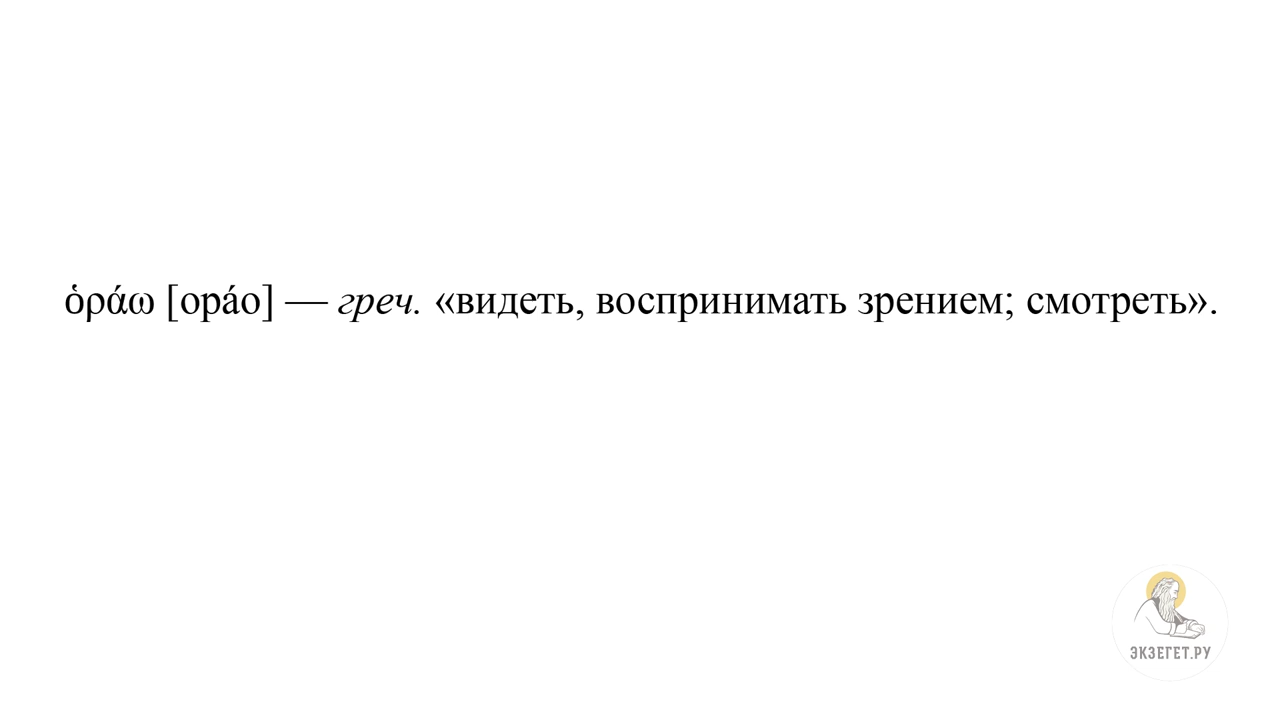 ὁράω [ора́о] — греч. «видеть, воспринимать зрением; смотреть».
ЭКЗЕГЕТ.РУ